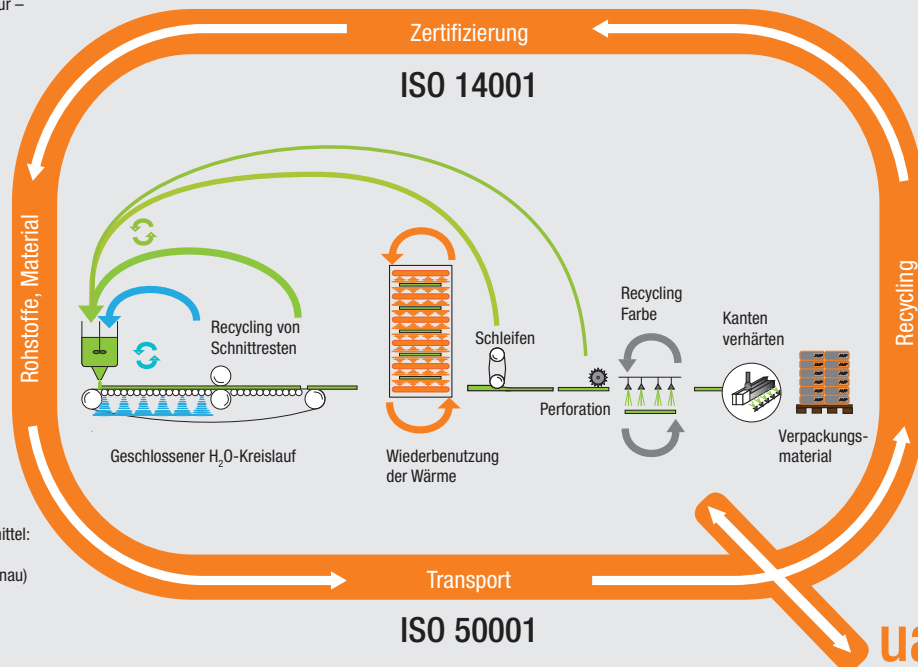 ur –
Zertifizierung
ISO 14001
Rohstoffe, Material
Recycling
Recycling von
Schnittresten
Schleifen
Recycling
Farbe
Kanten
verhärten
Perforation
Verpackungs-
material
Geschlossener H₂O-Kreislauf
Wiederbenutzung
der Wärme
mittel:
nau)
Transport
ISO 50001
ua